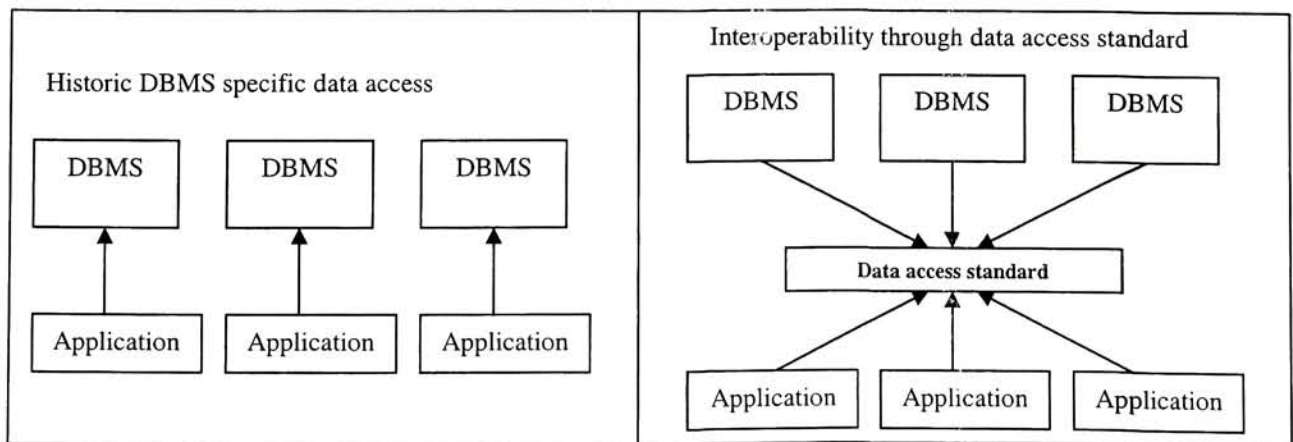 Historic DBMS specific data access
DBMS DBMS DBMS
Application Application Application
Interoperability through data access standard
DBMS DBMS DBMS
Data access standard
Application Application Application